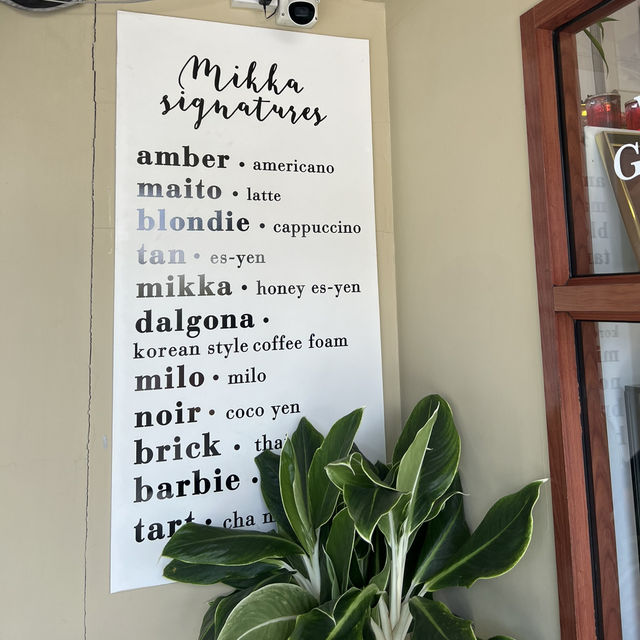 Mikka
signatures
amber • americano
maito • latte
blondie • cappuccino
tan • es-yen
mikka • honey es-yen
dalgona •
korean style coffee foam
milo • milo
noir • coco yen
brick •
barbie •
tart • cha
G